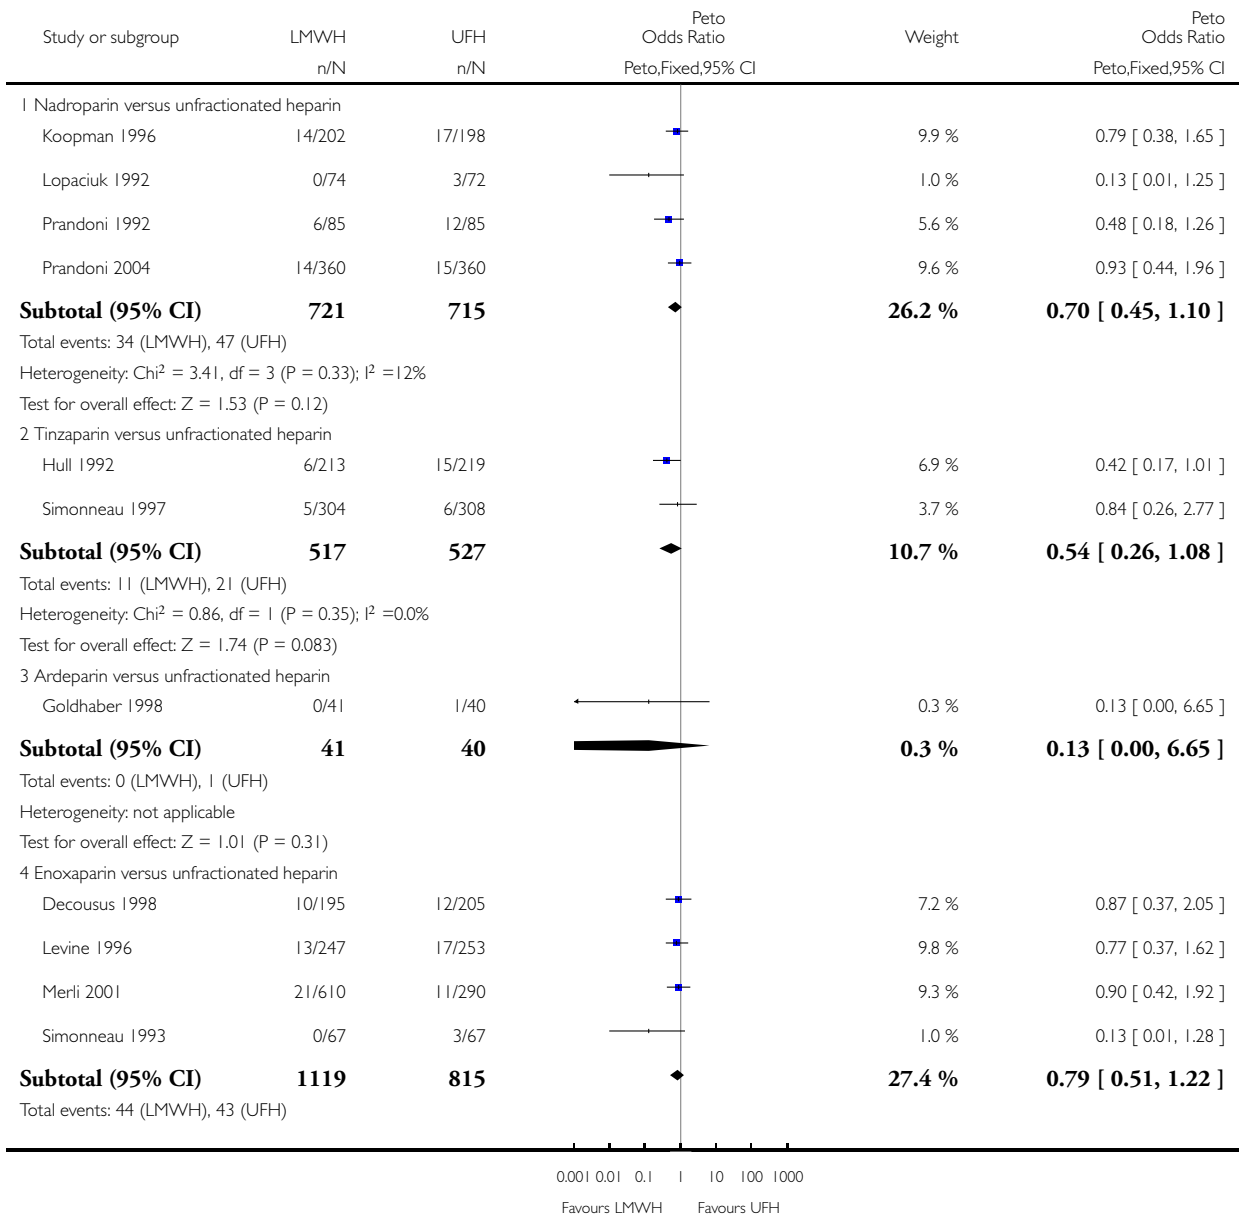 Study or subgroup LMWH UFH Peto Odds Ratio Weight Peto Odds Ratio
n/N n/N Peto,Fixed,95% CI Peto,Fixed,95% CI
1 Nadroparin versus unfractionated heparin
Koopman 1996 14/202 17/198 9.9 % 0.79 [ 0.38, 1.65 ]
Lopaciuk 1992 0/74 3/72 1.0 % 0.13 [ 0.01, 1.25 ]
Prandoni 1992 6/85 12/85 5.6 % 0.48 [ 0.18, 1.26 ]
Prandoni 2004 14/360 15/360 9.6 % 0.93 [ 0.44, 1.96 ]
Subtotal (95% CI) 721 715 26.2 % 0.70 [ 0.45, 1.10 ]
Total events: 34 (LMWH), 47 (UFH)
Heterogeneity: Chi² = 3.41, df = 3 (P = 0.33); I² =12%
Test for overall effect: Z = 1.53 (P = 0.12)
2 Tinzaparin versus unfractionated heparin
Hull 1992 6/213 15/219 6.9 % 0.42 [ 0.17, 1.01 ]
Simonneau 1997 5/304 6/308 3.7 % 0.84 [ 0.26, 2.77 ]
Subtotal (95% CI) 517 527 10.7 % 0.54 [ 0.26, 1.08 ]
Total events: 11 (LMWH), 21 (UFH)
Heterogeneity: Chi² = 0.86, df = 1 (P = 0.35); I² =0.0%
Test for overall effect: Z = 1.74 (P = 0.083)
3 Ardeparin versus unfractionated heparin
Goldhaber 1998 0/41 1/40 0.3 % 0.13 [ 0.00, 6.65 ]
Subtotal (95% CI) 41 40 0.3 % 0.13 [ 0.00, 6.65 ]
Total events: 0 (LMWH), 1 (UFH)
Heterogeneity: not applicable
Test for overall effect: Z = 1.01 (P = 0.31)
4 Enoxaparin versus unfractionated heparin
Decousus 1998 10/195 12/205 7.2 % 0.87 [ 0.37, 2.05 ]
Levine 1996 13/247 17/253 9.8 % 0.77 [ 0.37, 1.62 ]
Merli 2001 21/610 11/290 9.3 % 0.90 [ 0.42, 1.92 ]
Simonneau 1993 0/67 3/67 1.0 % 0.13 [ 0.01, 1.28 ]
Subtotal (95% CI) 1119 815 27.4 % 0.79 [ 0.51, 1.22 ]
Total events: 44 (LMWH), 43 (UFH)
0.001 0.01 0.1 1 10 100 1000
Favours LMWH Favours UFH